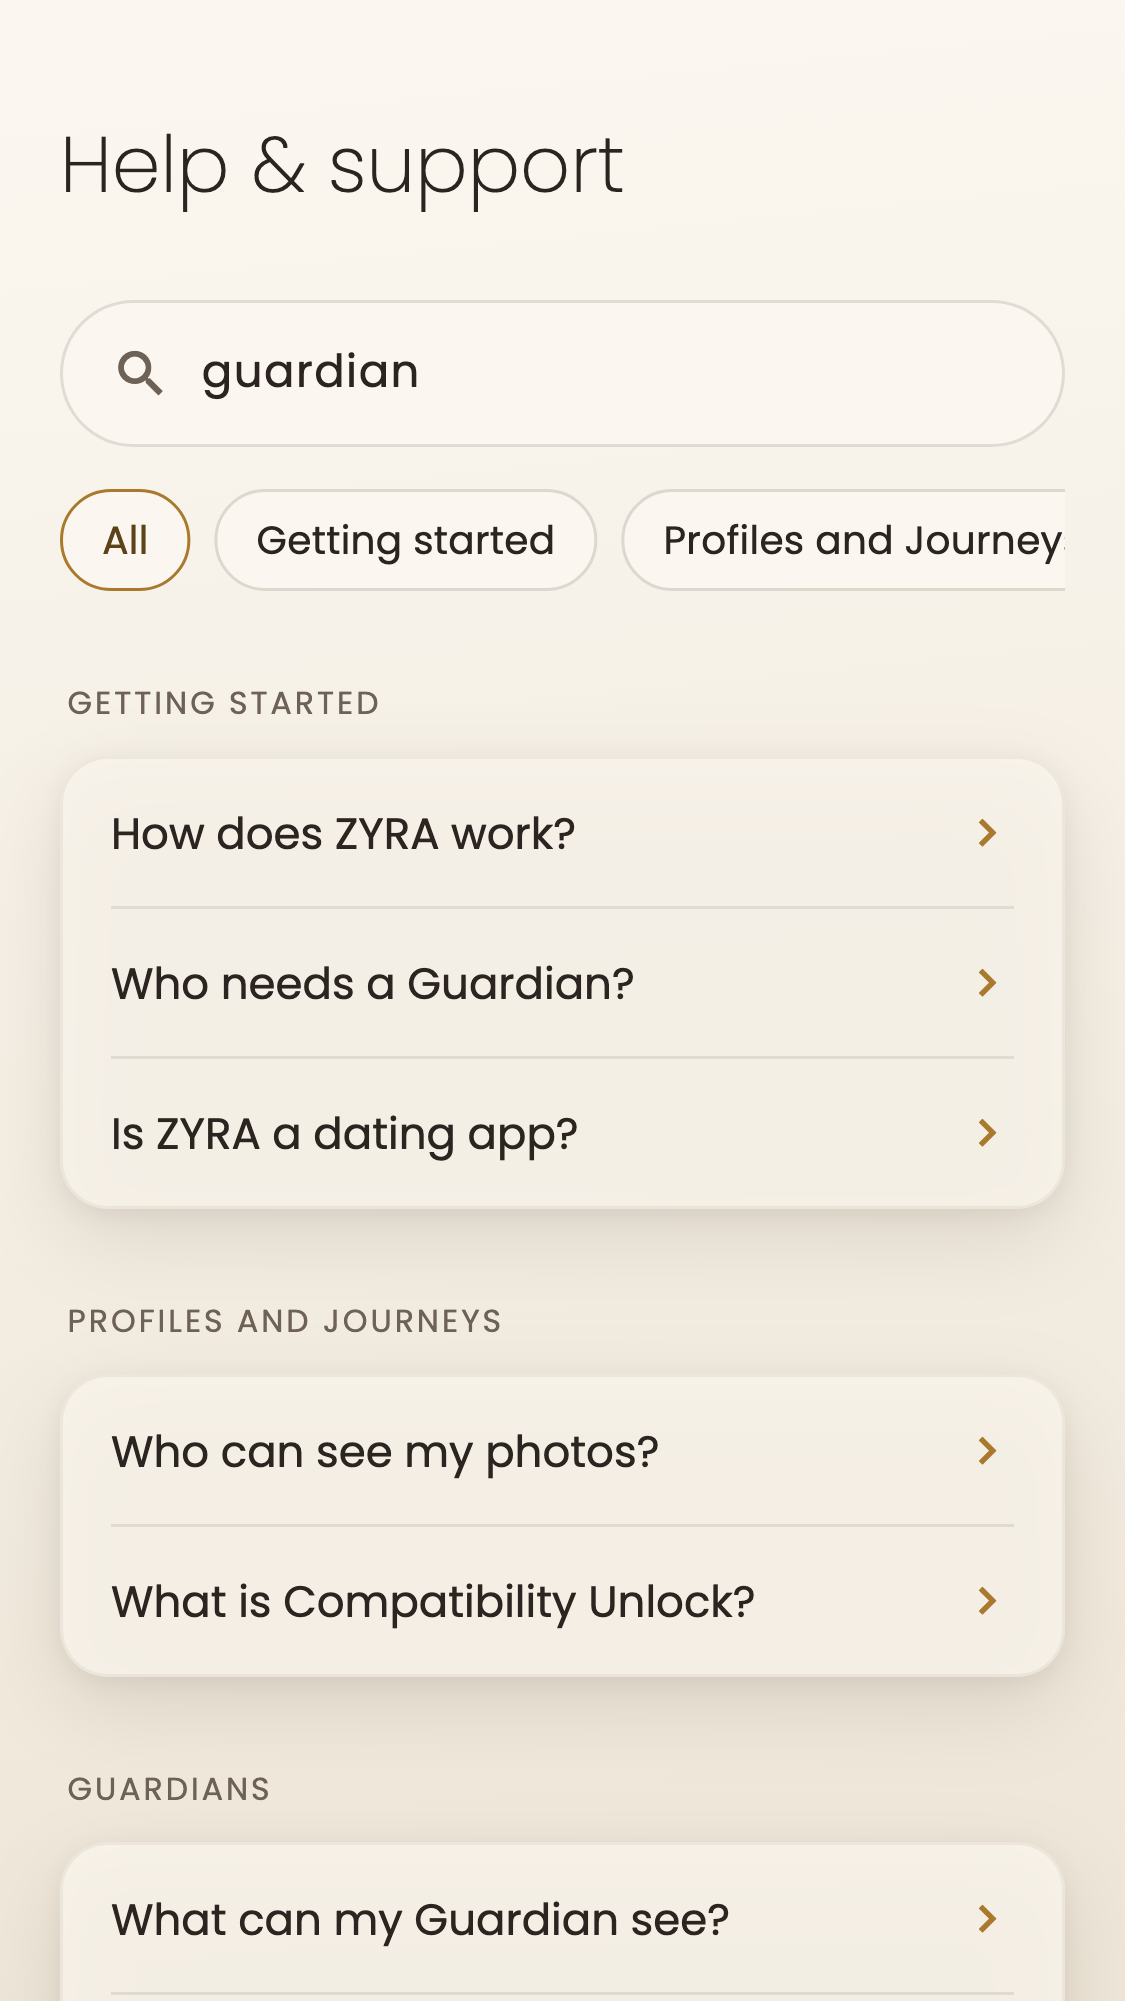 Help & support
guardian
All
Getting started
Profiles and Journeys
GETTING STARTED
How does ZYRA work?
Who needs a Guardian?
Is ZYRA a dating app?
PROFILES AND JOURNEYS
Who can see my photos?
What is Compatibility Unlock?
GUARDIANS
What can my Guardian see?